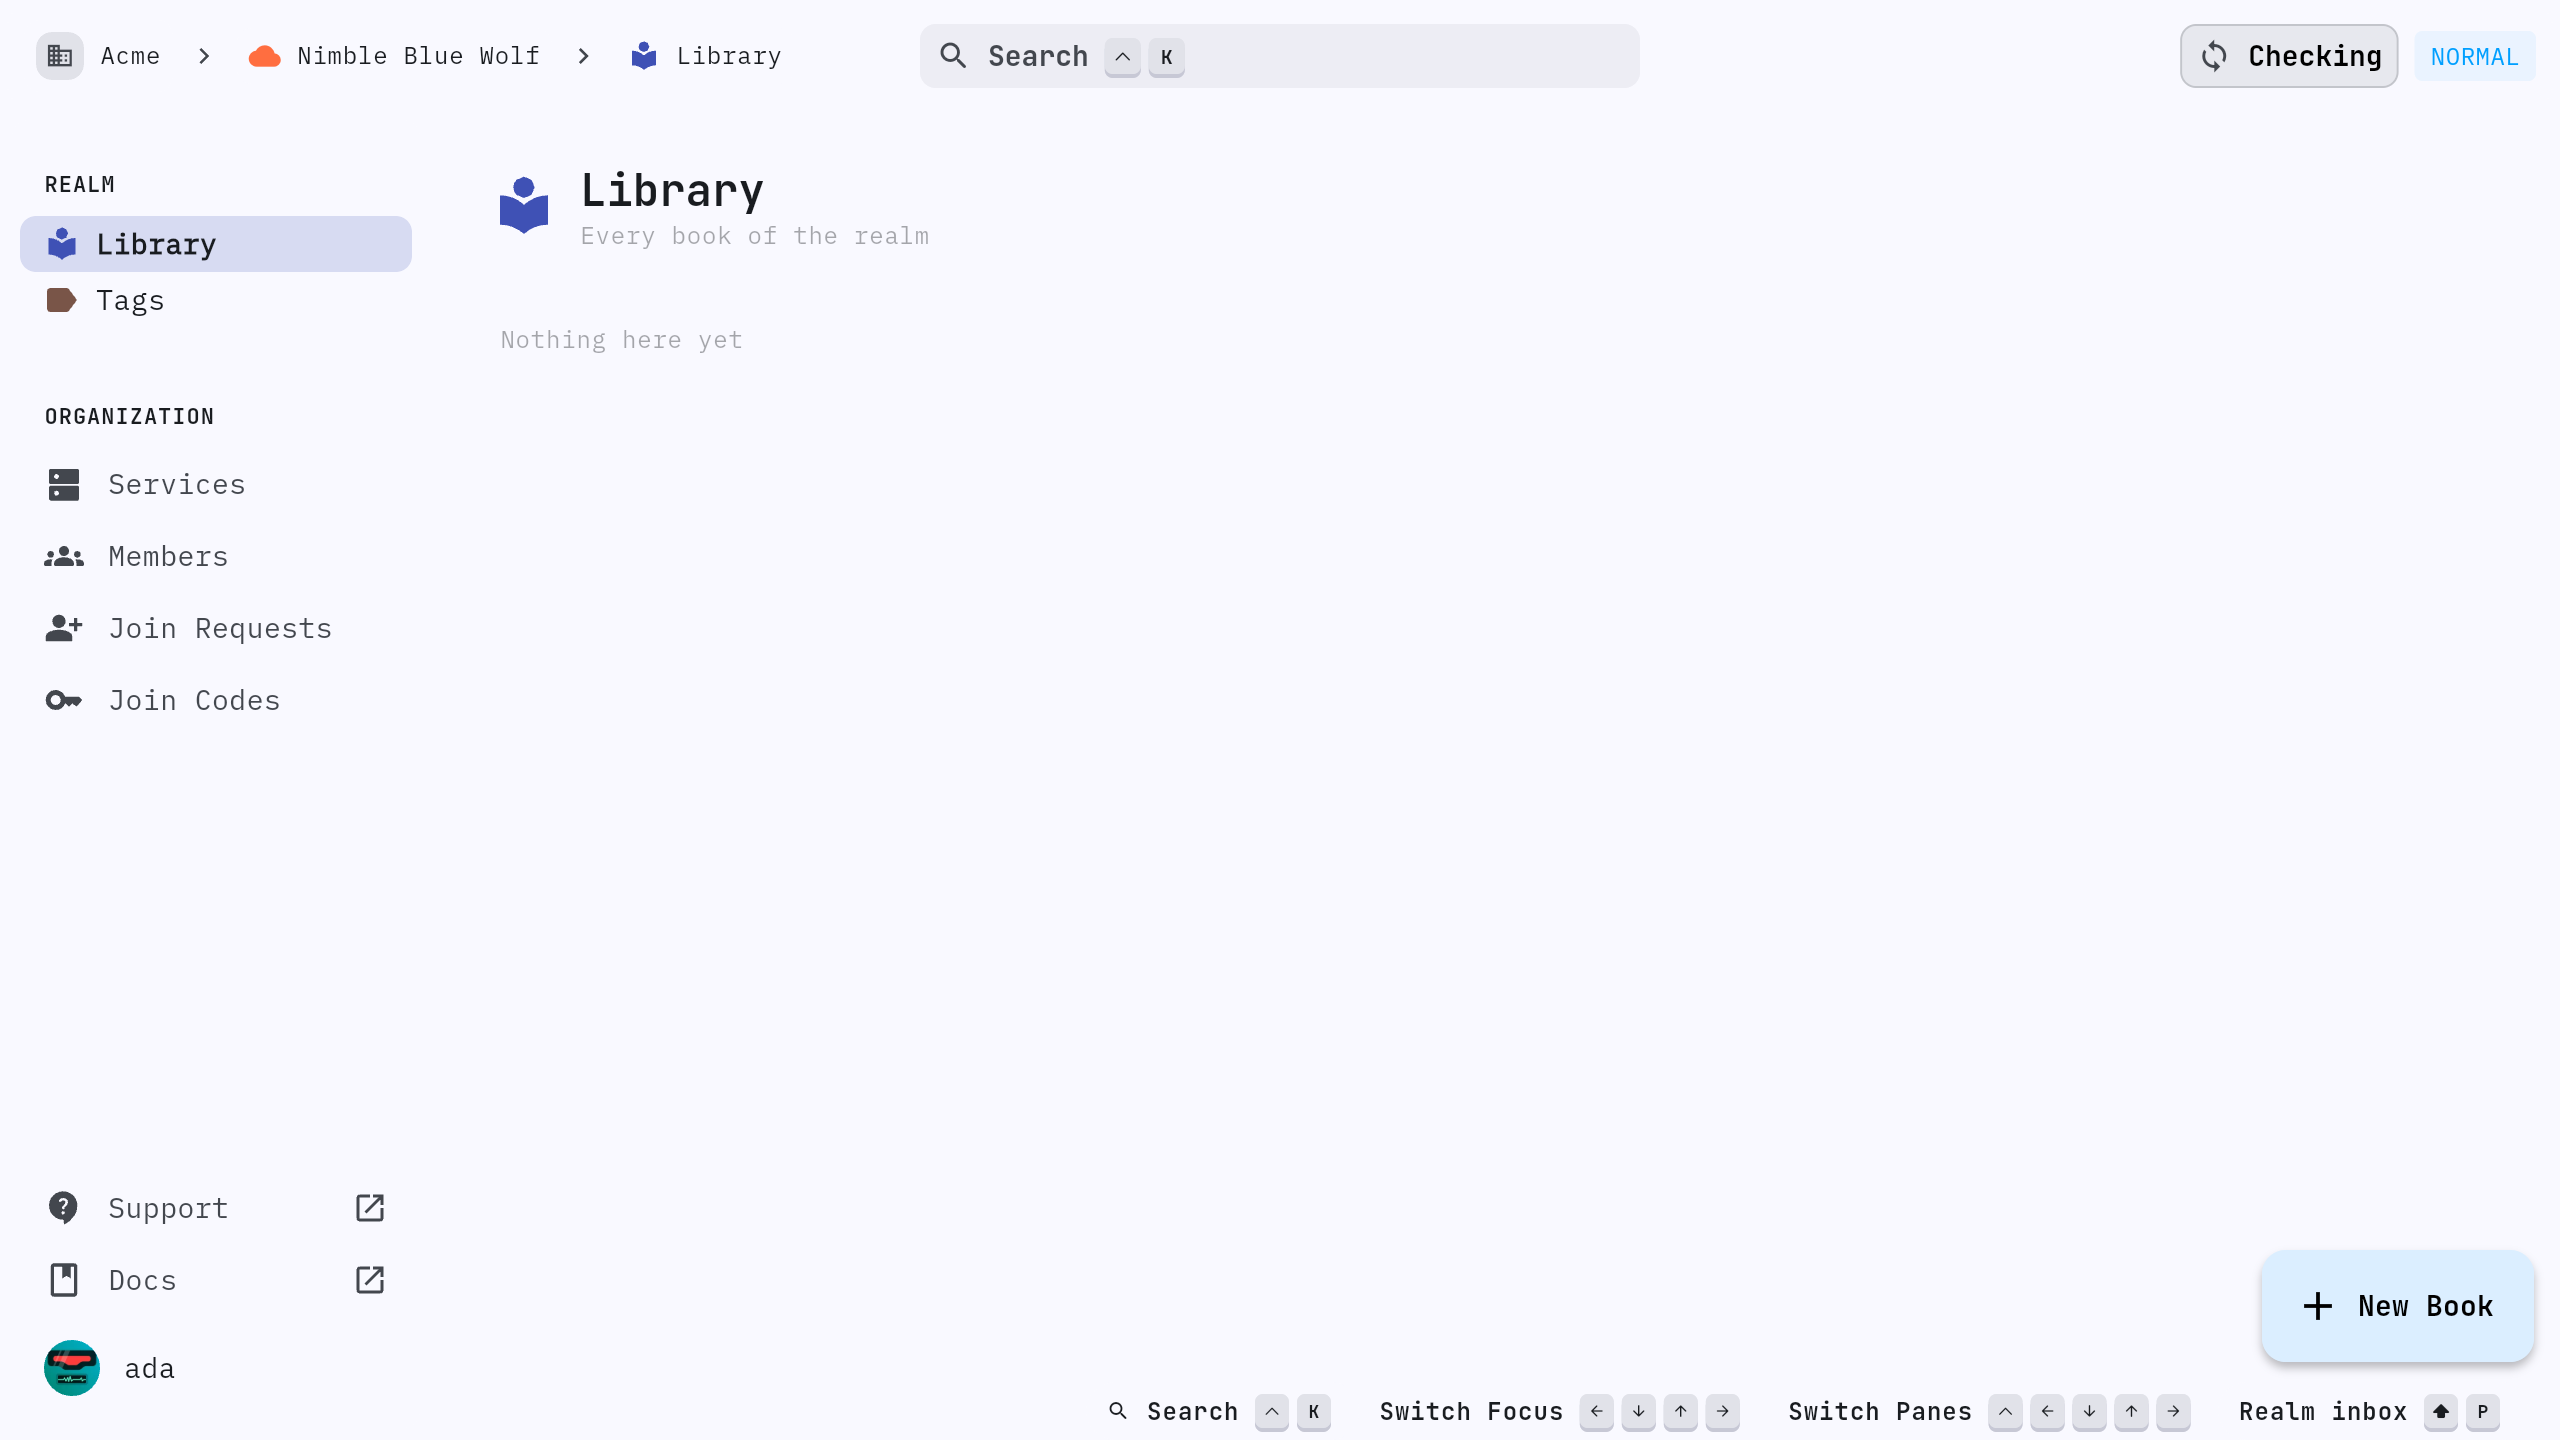 Acme
Nimble Blue Wolf
Library
Search K
Checking
NORMAL
REALM
Library
Tags
ORGANIZATION
Services
Members
Join Requests
Join Codes
Support
Docs
ada
Library
Every book of the realm
Nothing here yet
New Book
Search K
Switch Focus
Switch Panes
Realm inbox P